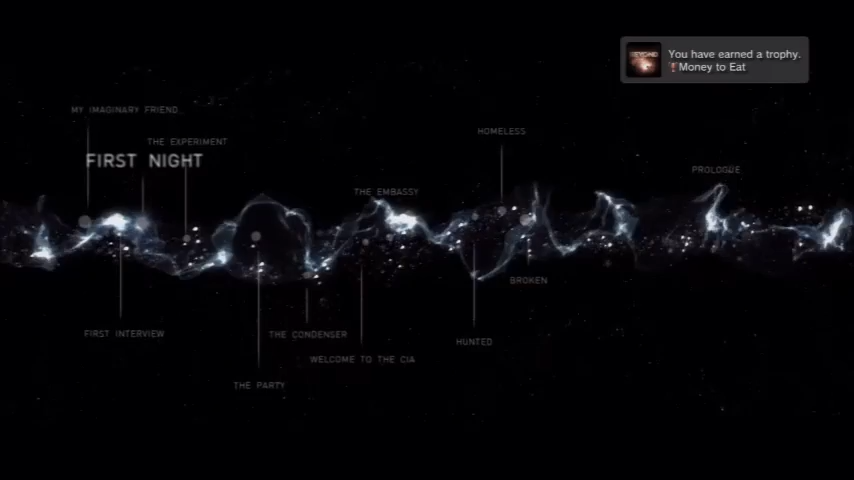 You have earned a trophy.
Money to Eat
BEYOND
MY IMAGINARY FRIEND
THE EXPERIMENT
FIRST NIGHT
HOMELESS
PROLOGUE
THE EMBASSY
BROKEN
FIRST INTERVIEW
THE CONDENSER
HUNTED
WELCOME TO THE CIA
THE PARTY